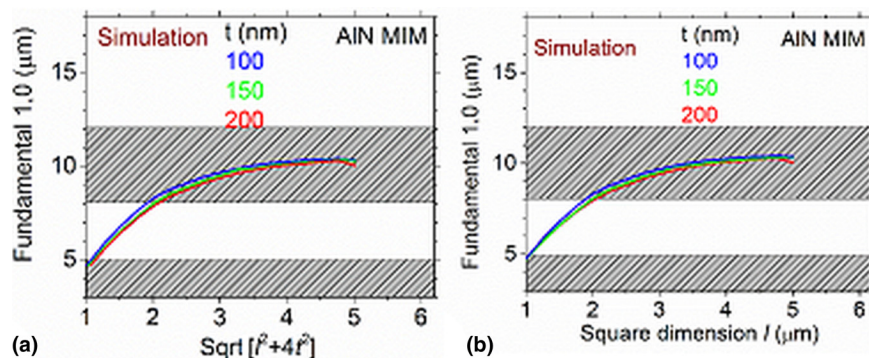 Simulation t (nm) AlN MIM
100
150
200
Fundamental 1.0 (μm)
15
10
5
1 2 3 4 5 6
(a) Sqrt [l²+4t²]
Simulation t (nm) AlN MIM
100
150
200
Fundamental 1.0 (μm)
15
10
5
1 2 3 4 5 6
(b) Square dimension l (μm)